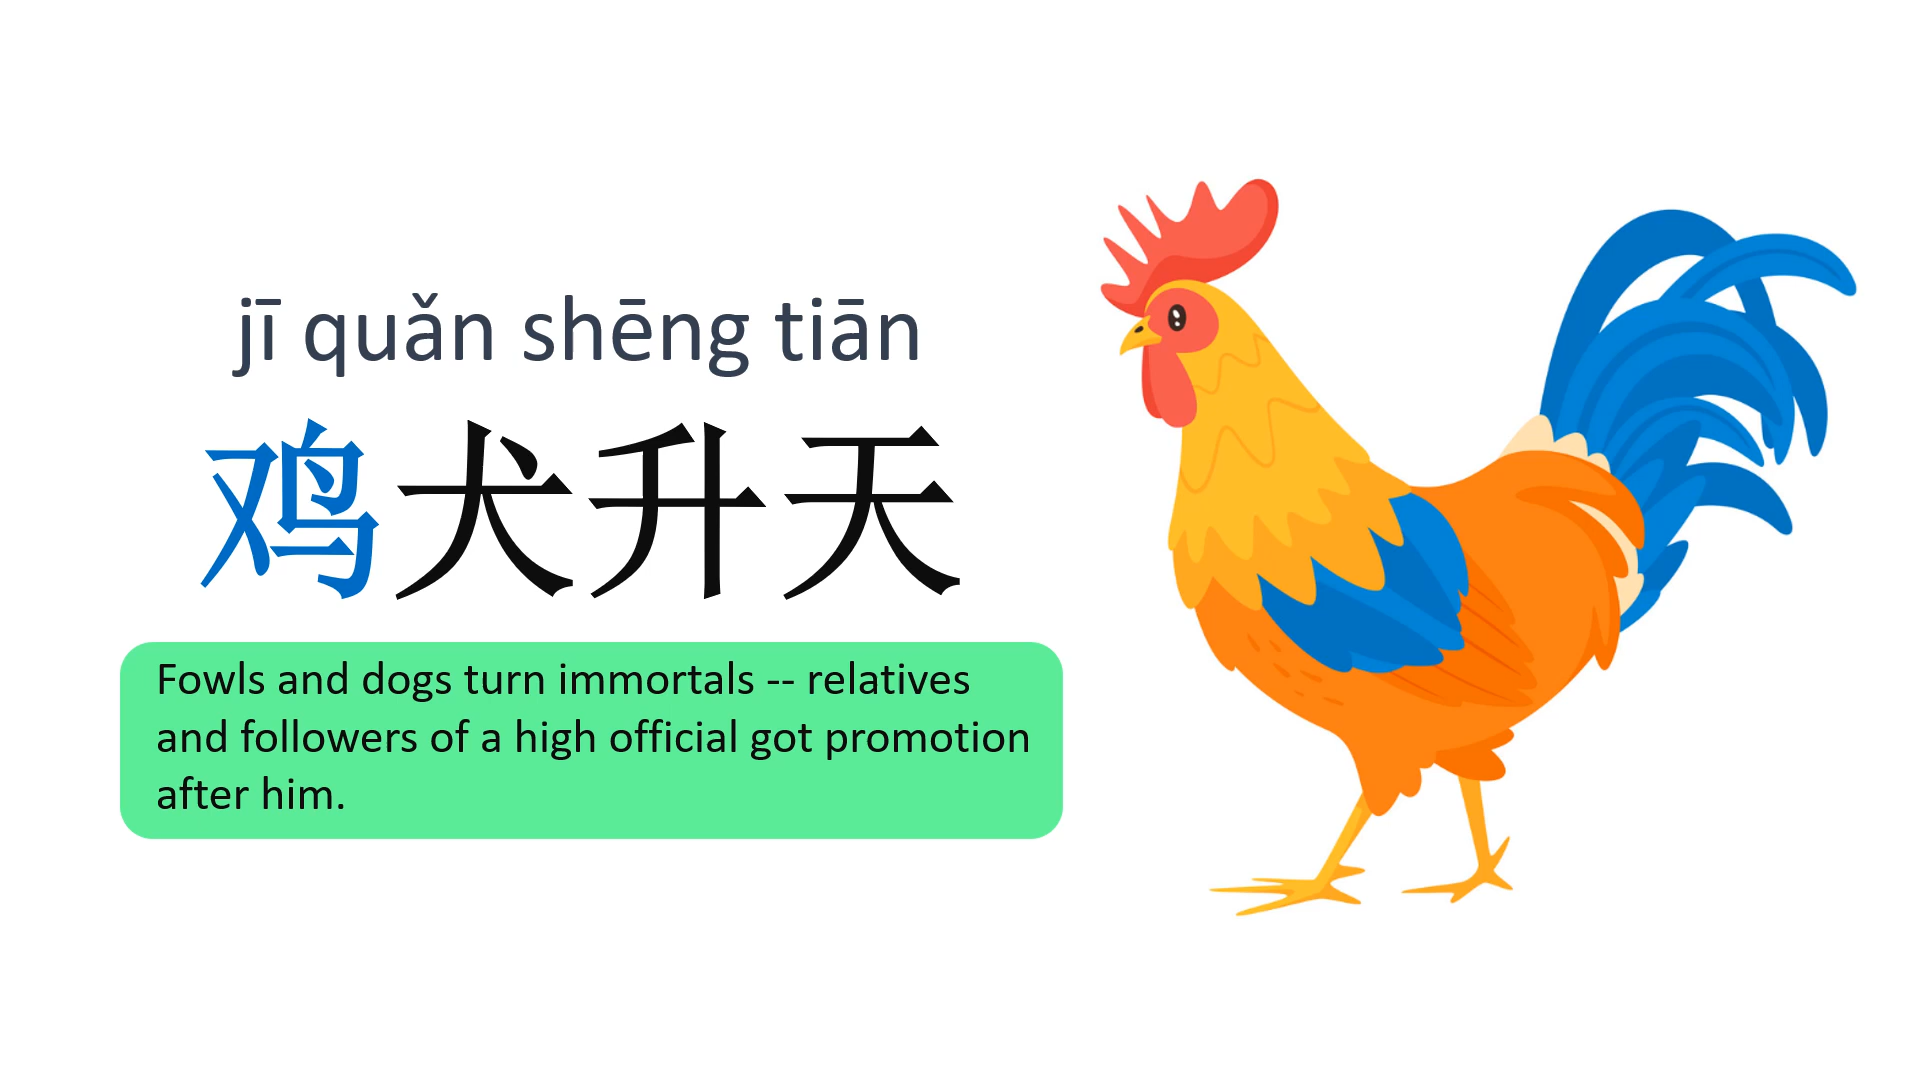 jī quǎn shēng tiān
鸡犬升天
Fowls and dogs turn immortals -- relatives
and followers of a high official got promotion
after him.